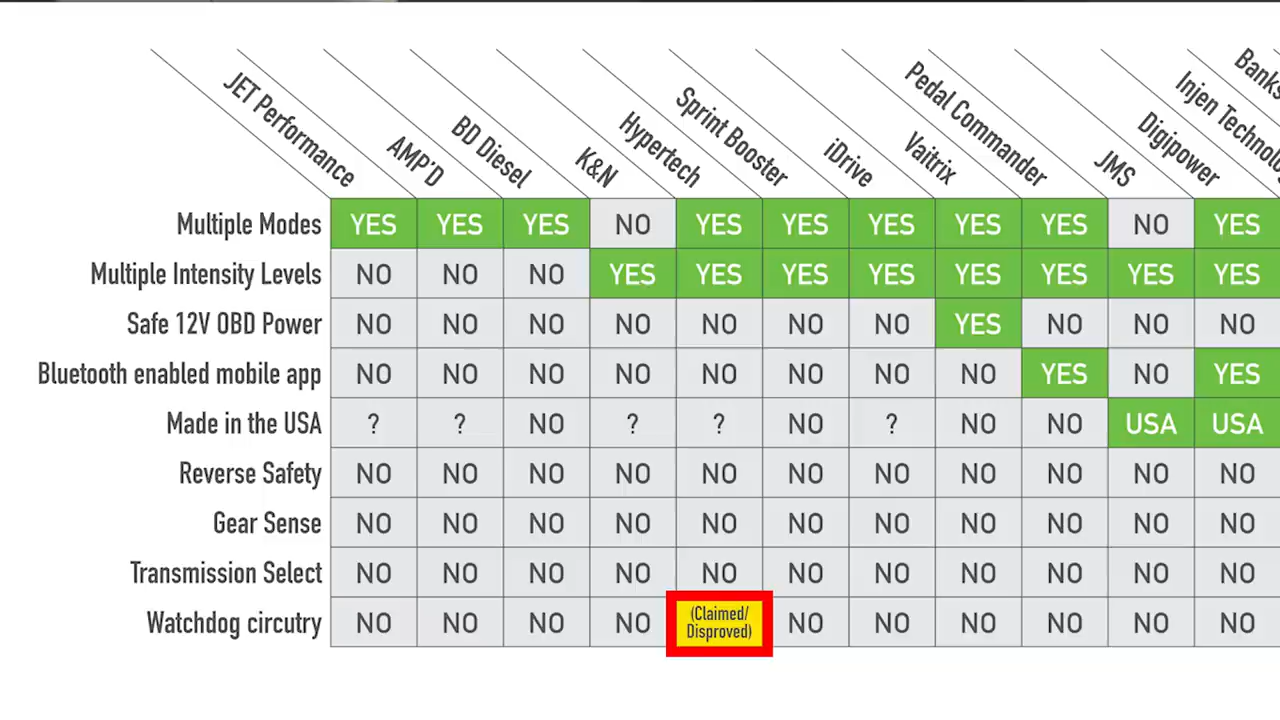 JET Performance
AMP'D
BD Diesel
K&N
Hypertech
Sprint Booster
iDrive
Vaitrix
Pedal Commander
JMS
Digipower
Injen Technolo
Banks
Multiple Modes YES YES YES NO YES YES YES YES YES NO YES
Multiple Intensity Levels NO NO NO YES YES YES YES YES YES YES YES
Safe 12V OBD Power NO NO NO NO NO NO NO YES NO NO NO
Bluetooth enabled mobile app NO NO NO NO NO NO NO NO YES NO YES
Made in the USA ? ? NO ? ? NO ? NO NO USA USA
Reverse Safety NO NO NO NO NO NO NO NO NO NO NO
Gear Sense NO NO NO NO NO NO NO NO NO NO NO
Transmission Select NO NO NO NO NO NO NO NO NO NO NO
Watchdog circutry NO NO NO NO (Claimed/
Disproved) NO NO NO NO NO NO